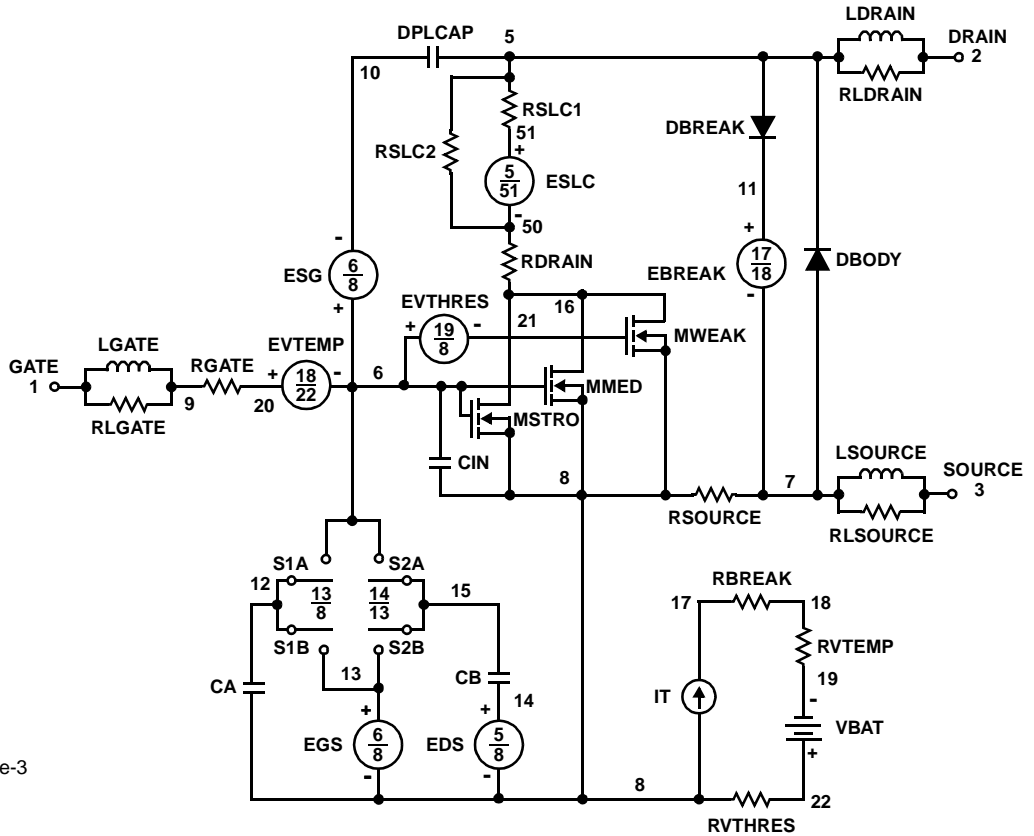 LDRAIN
DPLCAP
5
DRAIN
2
10
RLDRAIN
RSLC1
DBREAK
51
+
RSLC2
5
51
ESLC
11
-
50
+
-
RDRAIN
17
18
EBREAK
DBODY
ESG
6
8
EVTHRES
16
-
+
+
19
8
-
21
MWEAK
LGATE
EVTEMP
GATE
1
RGATE
+
18
22
-
6
MMED
9
20
RLGATE
MSTRO
CIN
LSOURCE
8
7
SOURCE
3
RSOURCE
RLSOURCE
S1A
S2A
12
13
8
14
13
15
RBREAK
17
18
S1B
S2B
RVTEMP
13
CB
19
CA
14
IT
-
+
+
VBAT
EGS
6
8
EDS
5
8
+
-
-
e-3
8
22
RVTHRES